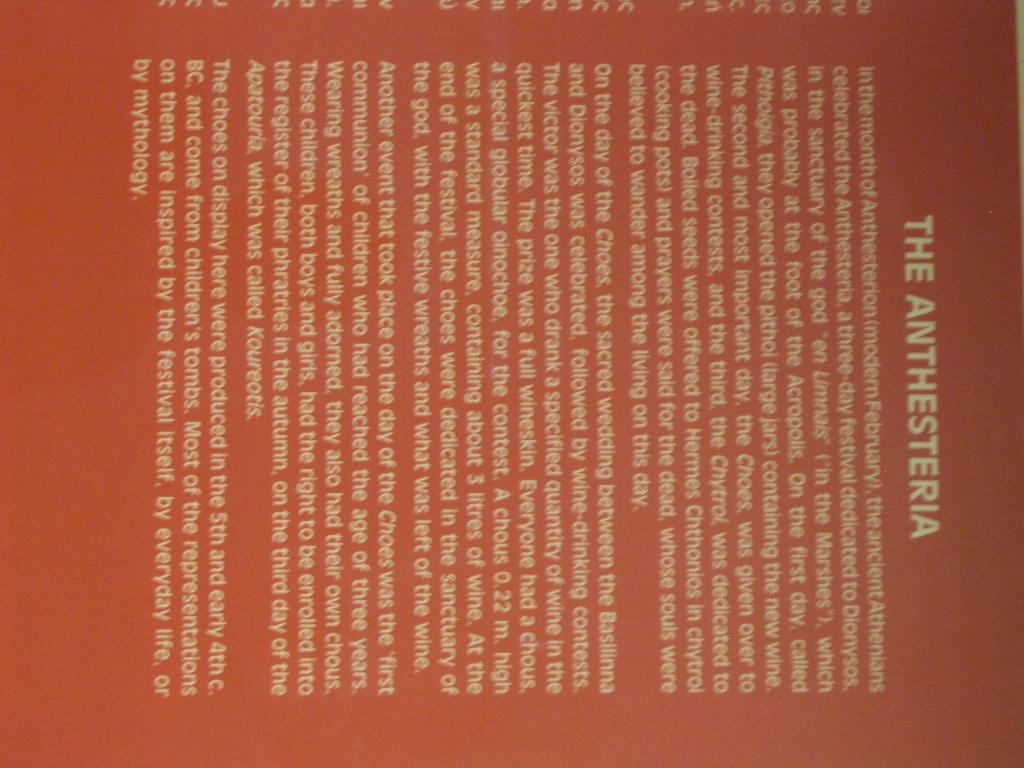 THE ANTHESTERIA
In the month of Anthesterion (modern February), the ancient Athenians
celebrated the Anthesteria, a three-day festival dedicated to Dionysos,
in the sanctuary of the god "en Limnais" ("in the Marshes"), which
was probably at the foot of the Acropolis. On the first day, called
Pithoigia, they opened the pithoi (large jars) containing the new wine.
The second and most important day, the Choes, was given over to
wine-drinking contests, and the third, the Chytroi, was dedicated to
the dead. Boiled seeds were offered to Hermes Chthonios in chytroi
(cooking pots) and prayers were said for the dead, whose souls were
believed to wander among the living on this day.
On the day of the Choes, the sacred wedding between the Basilinna
and Dionysos was celebrated, followed by wine-drinking contests.
The victor was the one who drank a specified quantity of wine in the
quickest time. The prize was a full wineskin. Everyone had a chous,
a special globular oinochoe, for the contest. A chous 0.22 m. high
was a standard measure, containing about 3 litres of wine. At the
end of the festival, the choes were dedicated in the sanctuary of
the god, with the festive wreaths and what was left of the wine.
Another event that took place on the day of the Choes was the 'first
communion' of children who had reached the age of three years.
Wearing wreaths and fully adorned, they also had their own chous.
These children, both boys and girls, had the right to be enrolled into
the register of their phratries in the autumn, on the third day of the
Apatouria, which was called Koureotis.
The choes on display here were produced in the 5th and early 4th c.
BC, and come from children's tombs. Most of the representations
on them are inspired by the festival itself, by everyday life, or
by mythology.